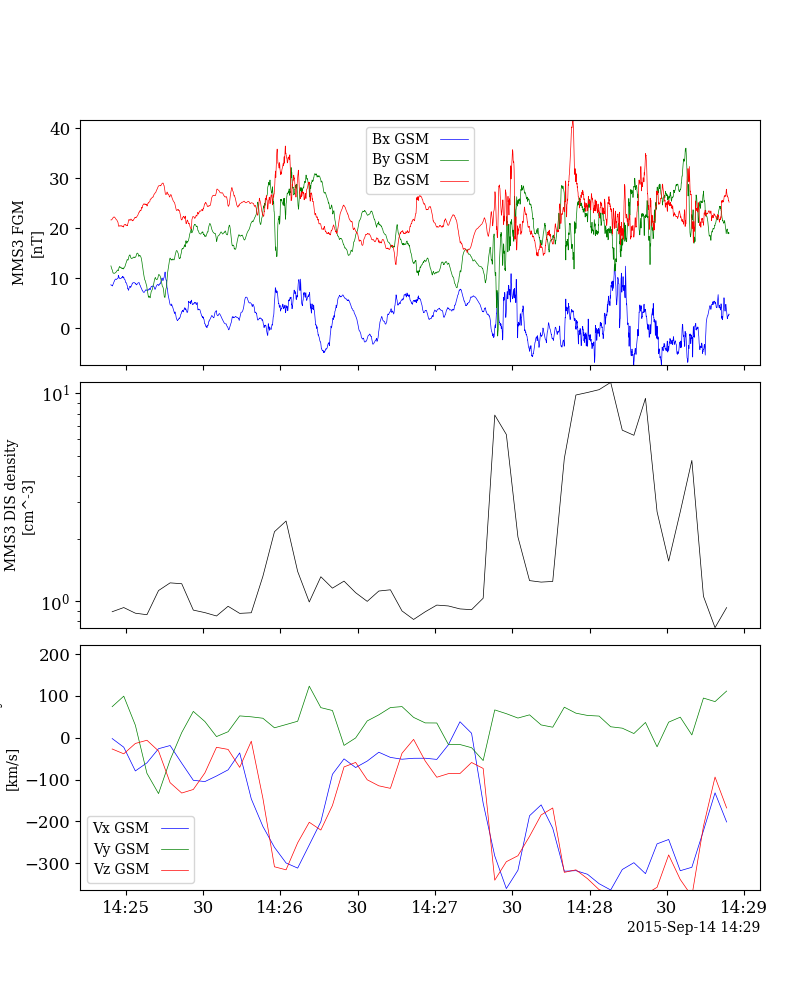 40
30
20
10
0
MMS3 FGM
[nT]
Bx GSM
By GSM
Bz GSM
10^1
10^0
MMS3 DIS density
[cm^-3]
200
100
0
−100
−200
−300
[km/s]
Vx GSM
Vy GSM
Vz GSM
14:25 30 14:26 30 14:27 30 14:28 30 14:29
2015-Sep-14 14:29